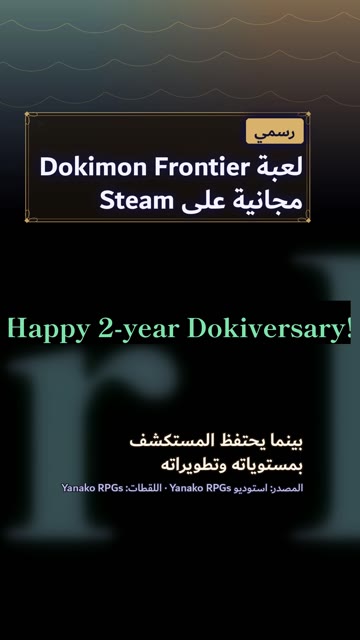 رسمي
لعبة Dokimon Frontier
مجانية على Steam
Happy 2-year Dokiversary!
بينما يحتفظ المستكشف
بمستوياته وتطويراته
المصدر: استوديو Yanako RPGs · اللقطات: Yanako RPGs